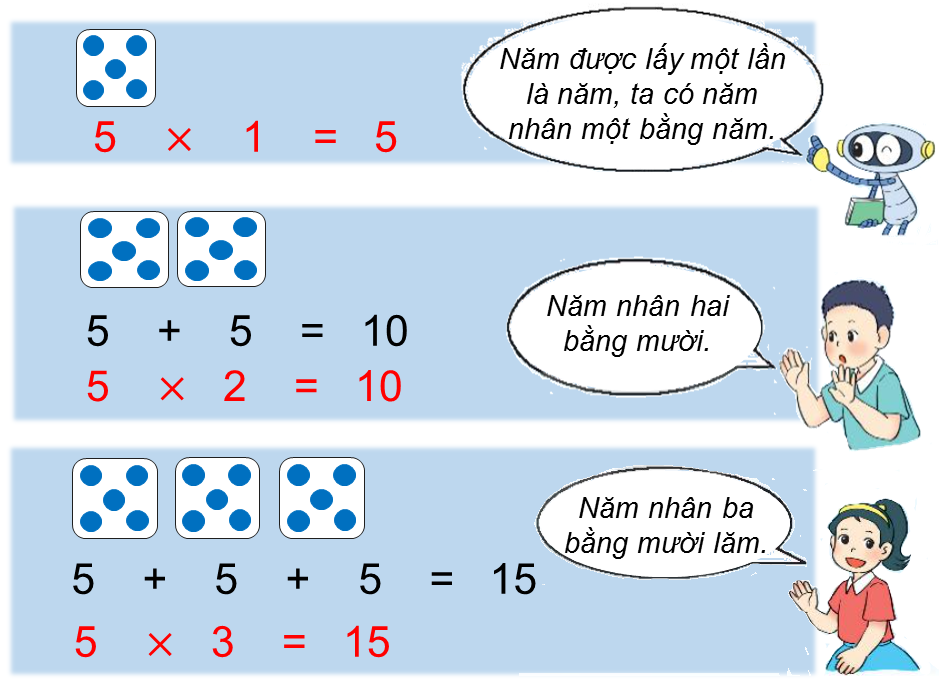 Năm được lấy một lần
là năm, ta có năm
nhân một bằng năm.
5 × 1 = 5
Năm nhân hai
bằng mười.
5 + 5 = 10
5 × 2 = 10
Năm nhân ba
bằng mười lăm.
5 + 5 + 5 = 15
5 × 3 = 15